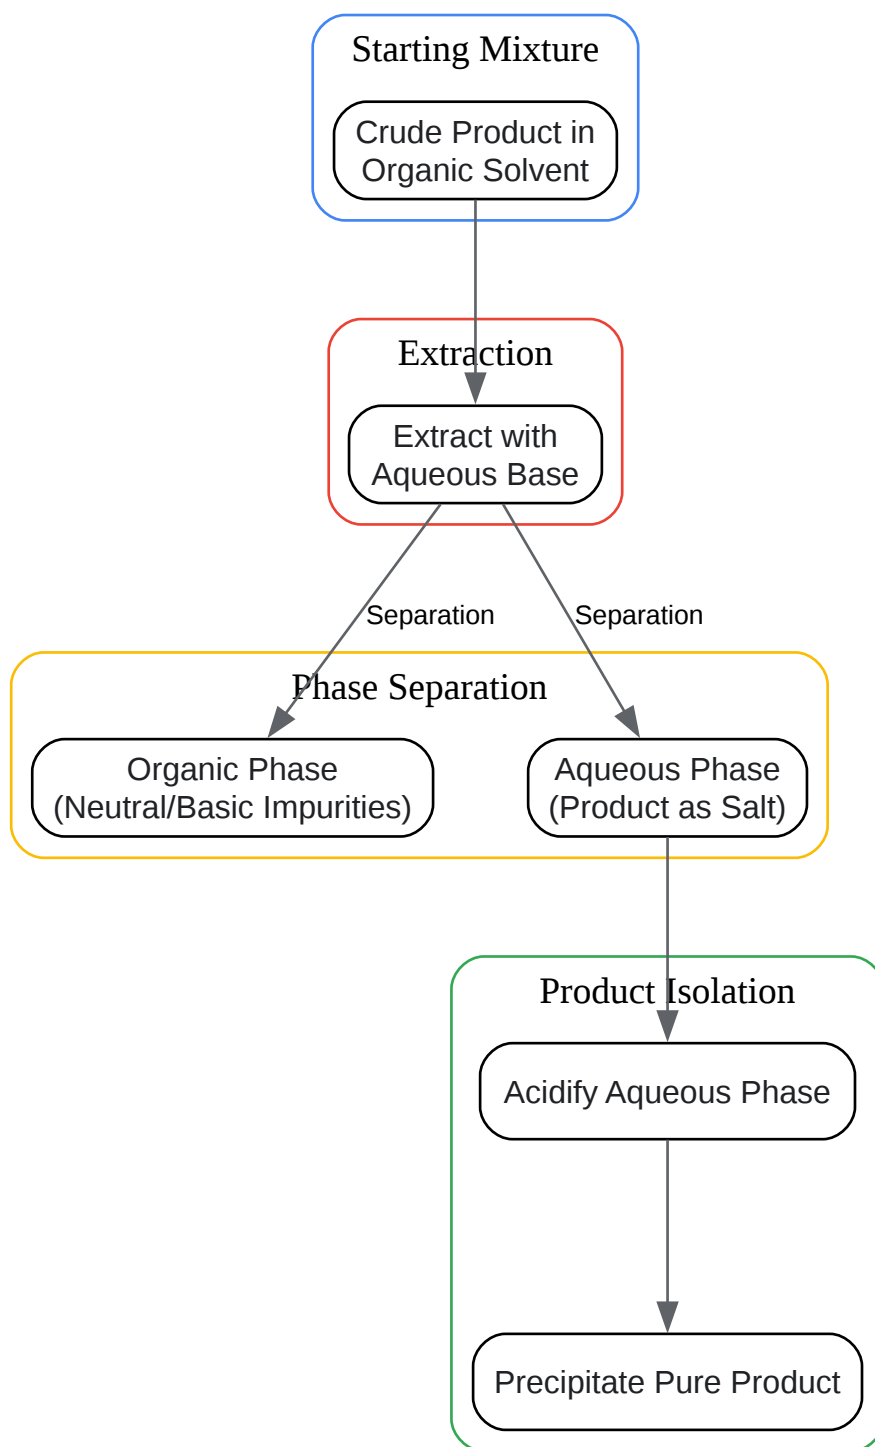 Starting Mixture
Crude Product in
Organic Solvent
Extraction
Extract with
Aqueous Base
Separation
Separation
Phase Separation
Organic Phase
(Neutral/Basic Impurities)
Aqueous Phase
(Product as Salt)
Product Isolation
Acidify Aqueous Phase
Precipitate Pure Product